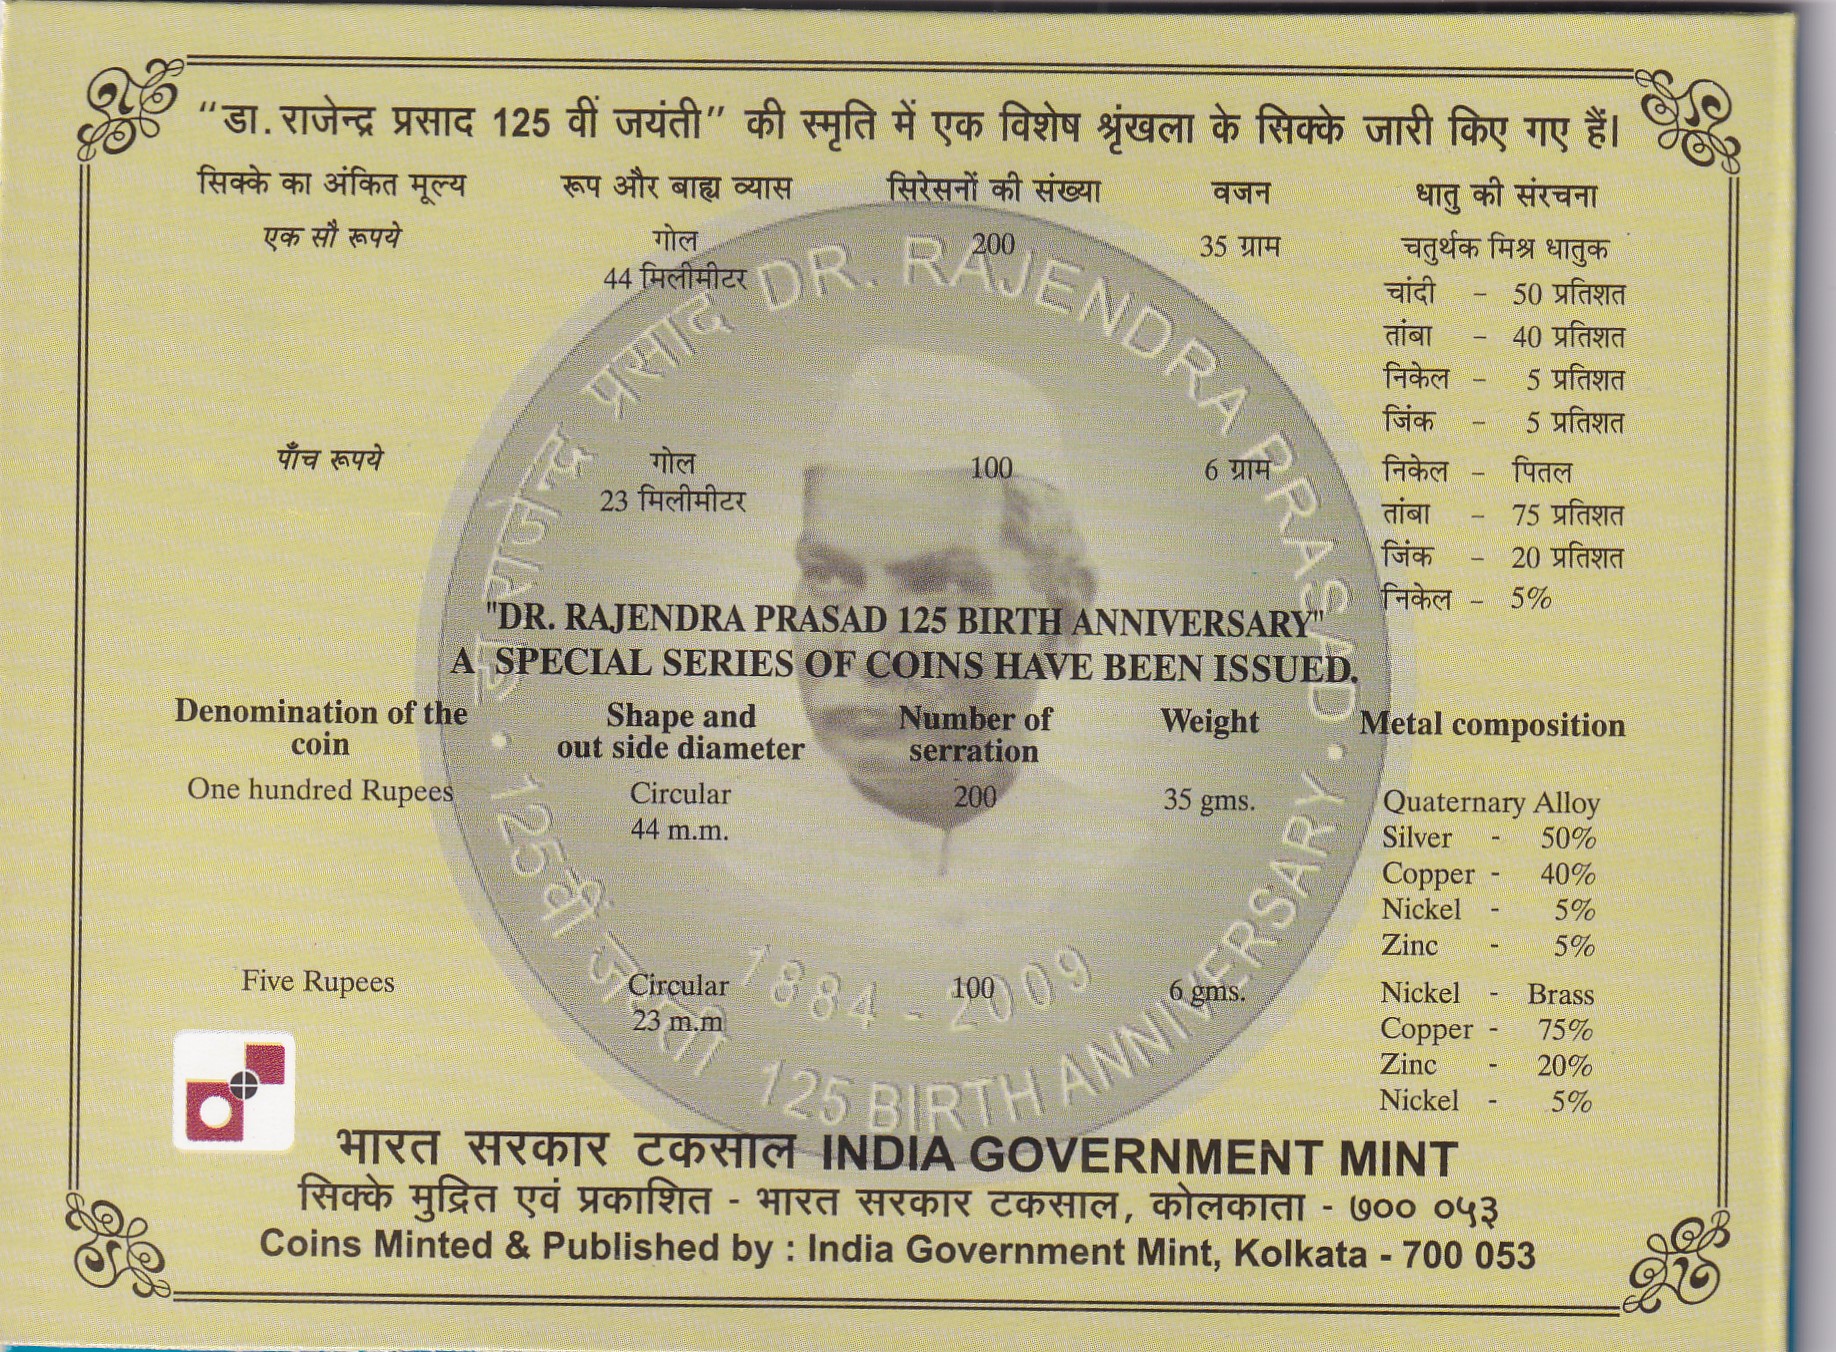 "डा. राजेन्द्र प्रसाद 125 वीं जयंती" की स्मृति में एक विशेष श्रृंखला के सिक्के जारी किए गए हैं।
सिक्के का अंकित मूल्य रूप और बाह्य व्यास सिरेसनों की संख्या वजन धातु की संरचना
एक सौ रूपये गोल 200 35 ग्राम चतुर्थक मिश्र धातुक
44 मिलीमीटर चांदी - 50 प्रतिशत
तांबा - 40 प्रतिशत
निकेल - 5 प्रतिशत
जिंक - 5 प्रतिशत
पाँच रूपये गोल 100 6 ग्राम निकेल - पितल
23 मिलीमीटर तांबा - 75 प्रतिशत
जिंक - 20 प्रतिशत
निकेल - 5%
"DR. RAJENDRA PRASAD 125 BIRTH ANNIVERSARY"
A SPECIAL SERIES OF COINS HAVE BEEN ISSUED.
Denomination of the Shape and Number of Weight Metal composition
coin out side diameter serration
One hundred Rupees Circular 200 35 gms. Quaternary Alloy
44 m.m. Silver - 50%
Copper - 40%
Nickel - 5%
Zinc - 5%
Five Rupees Circular 100 6 gms. Nickel - Brass
23 m.m Copper - 75%
Zinc - 20%
Nickel - 5%
भारत सरकार टकसाल INDIA GOVERNMENT MINT
सिक्के मुद्रित एवं प्रकाशित - भारत सरकार टकसाल, कोलकाता - ७०० ०५३
Coins Minted & Published by : India Government Mint, Kolkata - 700 053
राजेन्द्र प्रसाद DR. RAJENDRA PRASAD
125वीं जयंती 125 BIRTH ANNIVERSARY
1884 - 2009